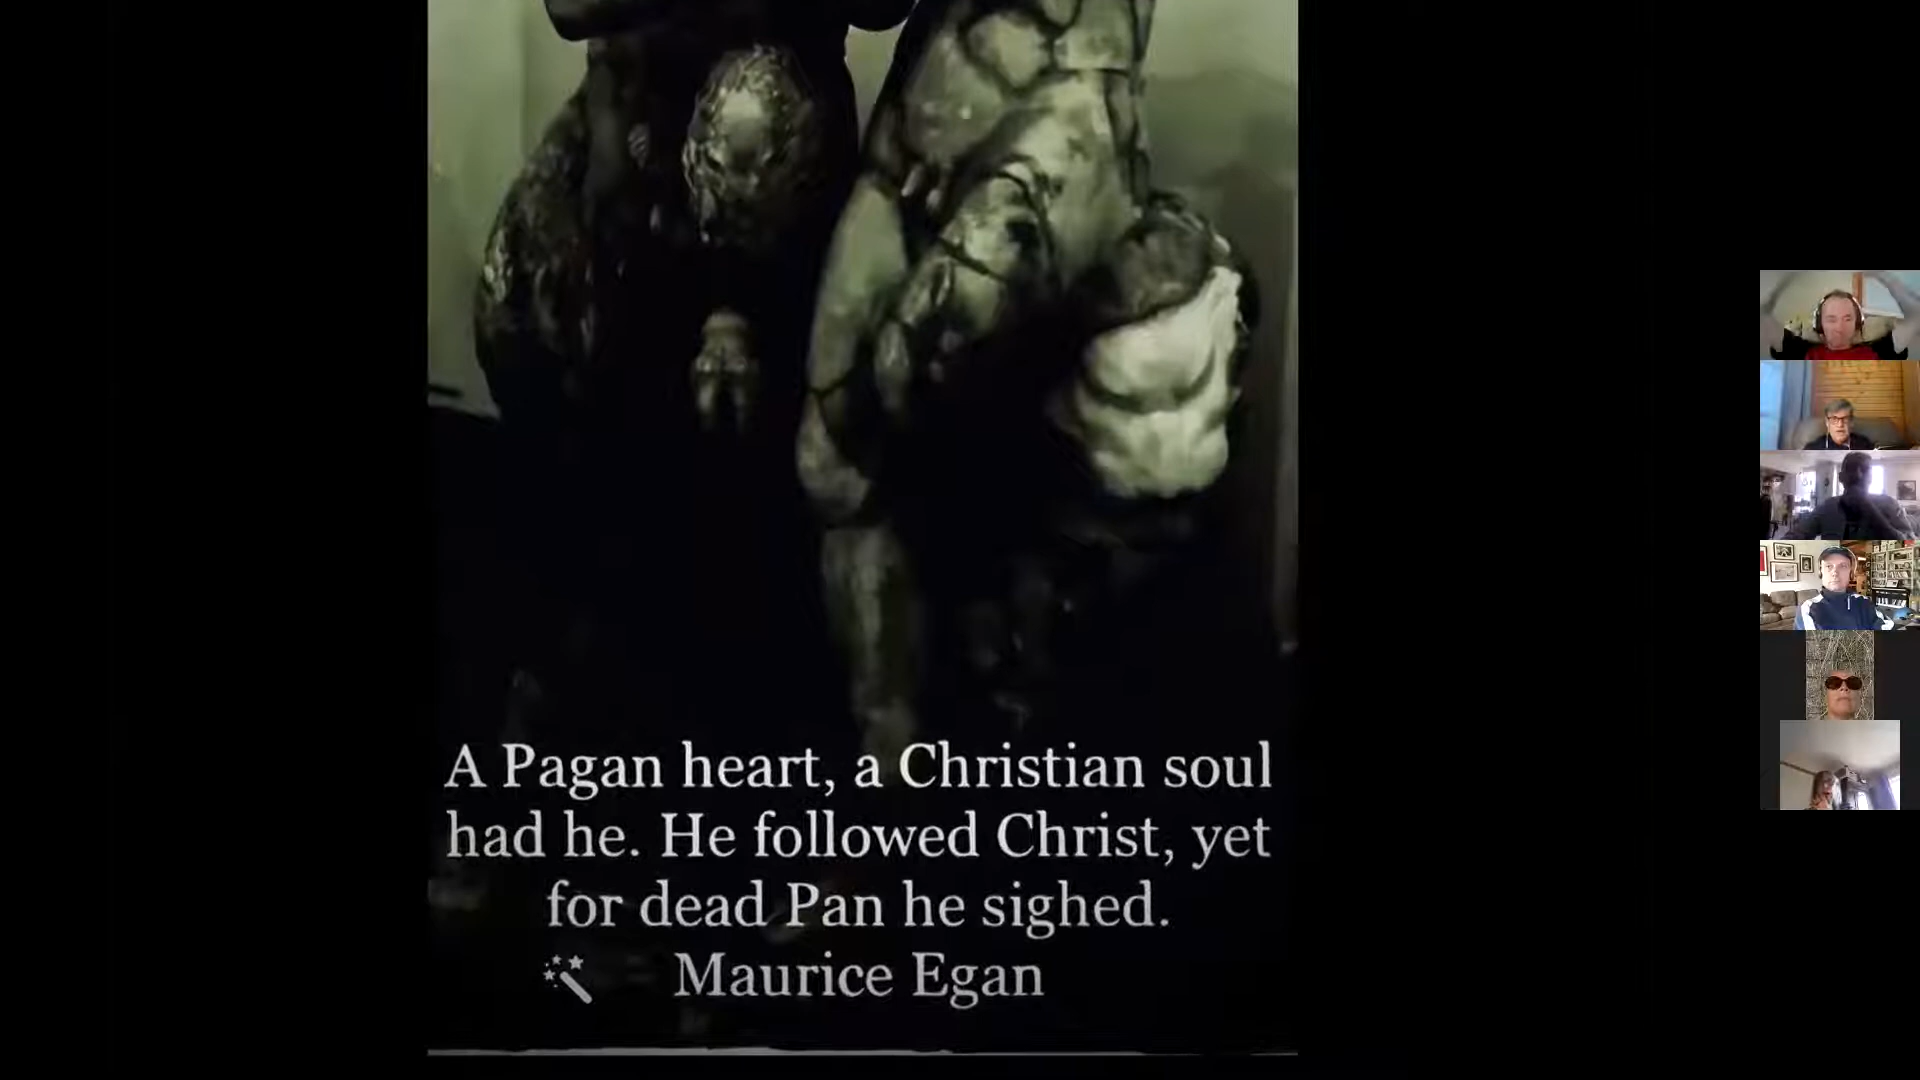 A Pagan heart, a Christian soul
had he. He followed Christ, yet
for dead Pan he sighed.
Maurice Egan